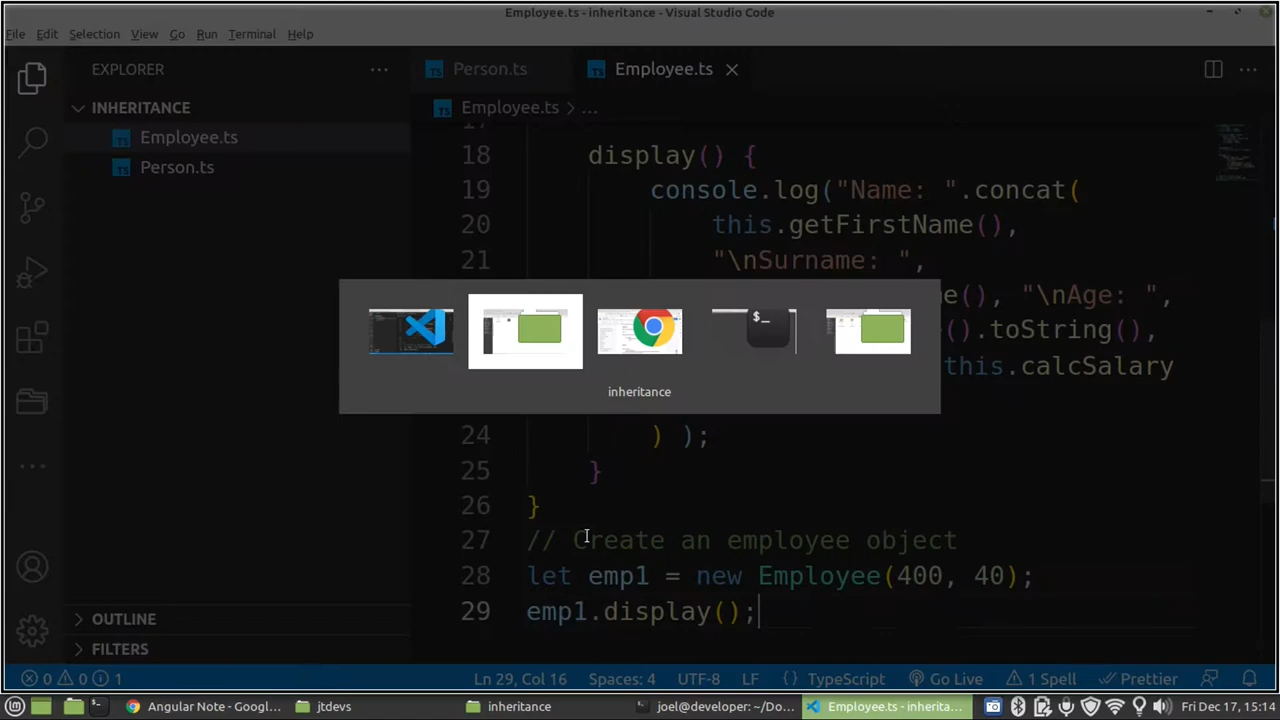 Employee.ts - inheritance - Visual Studio Code
File Edit Selection View Go Run Terminal Help
EXPLORER
Person.ts
Employee.ts
INHERITANCE
Employee.ts
Person.ts
Employee.ts > ...
17
18 display() {
19 console.log("Name: ".concat(
20 this.getFirstName(),
21 "\nSurname: ",
e(), "\nAge: ",
().toString(),
this.calcSalary
24 ) );
25 }
26 }
27 // Create an employee object
28 let emp1 = new Employee(400, 40);
29 emp1.display();
inheritance
OUTLINE
FILTERS
0 0 1
Ln 29, Col 16 Spaces: 4 UTF-8 LF {} TypeScript Go Live 1 Spell Prettier
Angular Note - Googl... jtdevs inheritance joel@developer: ~/Do... Employee.ts - inherita... Fri Dec 17, 15:14